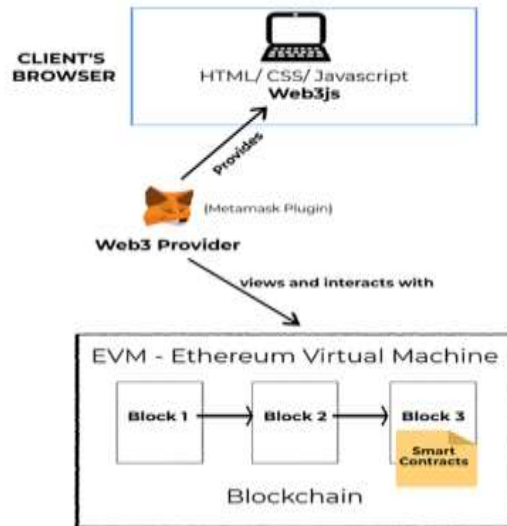 CLIENT'S
BROWSER
HTML/ CSS/ Javascript
Web3js
Provides
(Metamask Plugin)
Web3 Provider
views and interacts with
EVM - Ethereum Virtual Machine
Block 1
Block 2
Block 3
Smart
Contracts
Blockchain